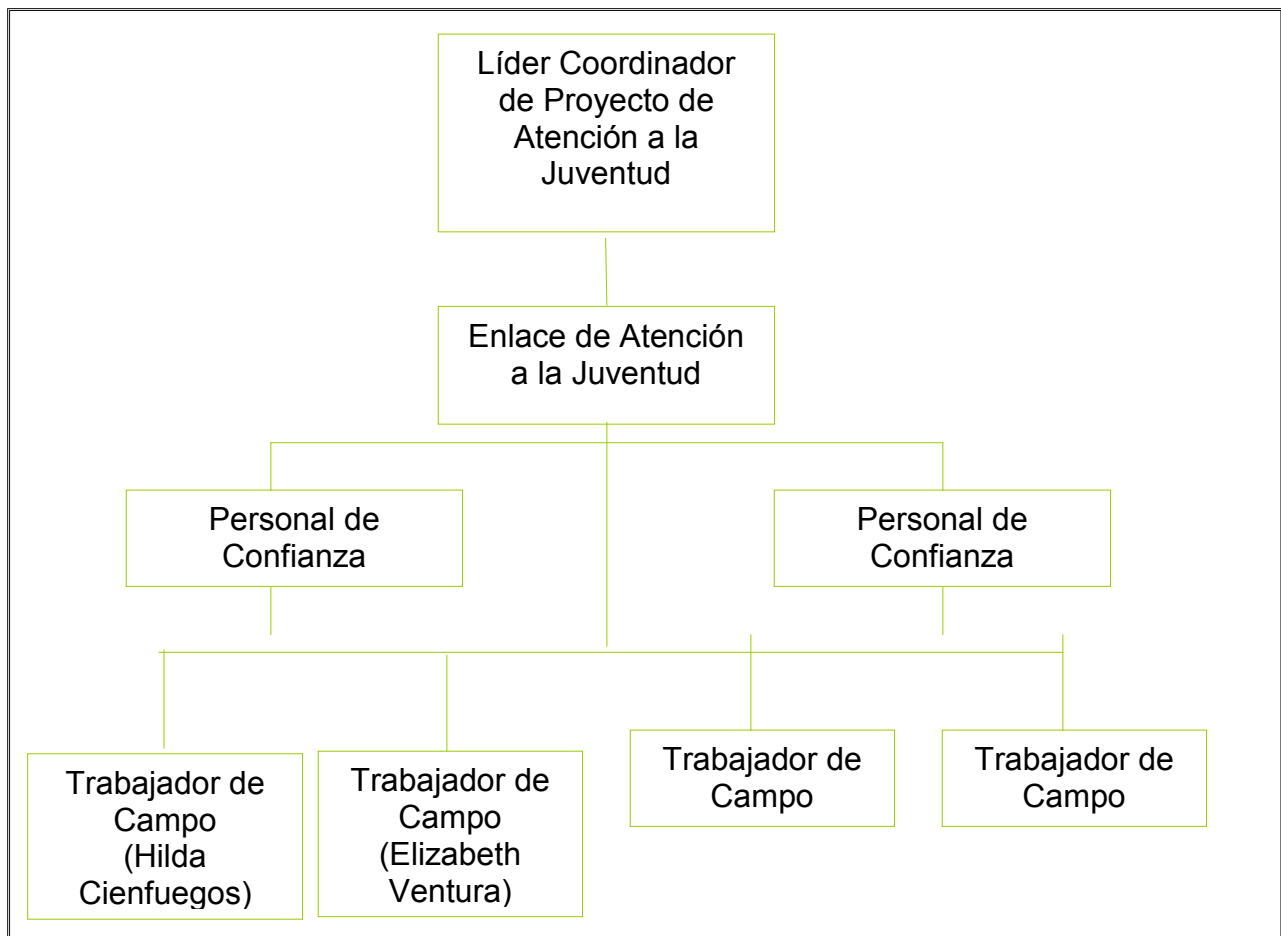 Líder Coordinador
de Proyecto de
Atención a la
Juventud
Enlace de Atención
a la Juventud
Personal de
Confianza
Personal de
Confianza
Trabajador de
Campo
(Hilda
Cienfuegos)
Trabajador de
Campo
(Elizabeth
Ventura)
Trabajador de
Campo
Trabajador de
Campo